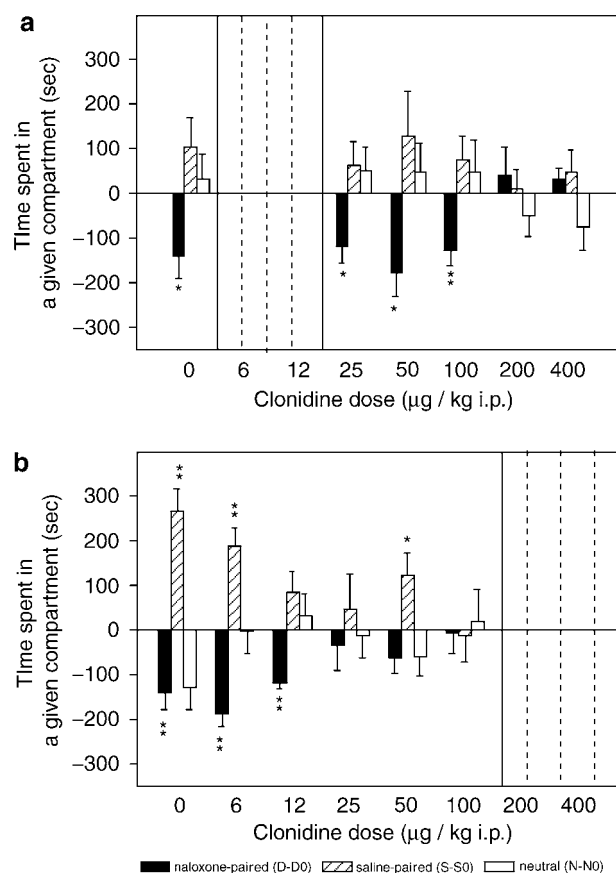 a
TIme spent in
a given compartment (sec)
300
200
100
0
−100
−200
−300
*
*
*
**
0 6 12 25 50 100 200 400
Clonidine dose (μg / kg i.p.)
b
TIme spent in
a given compartment (sec)
300
200
100
0
−100
−200
−300
**
**
*
**
**
**
0 6 12 25 50 100 200 400
Clonidine dose (μg / kg i.p.)
naloxone-paired (D-D0) saline-paired (S-S0) neutral (N-N0)